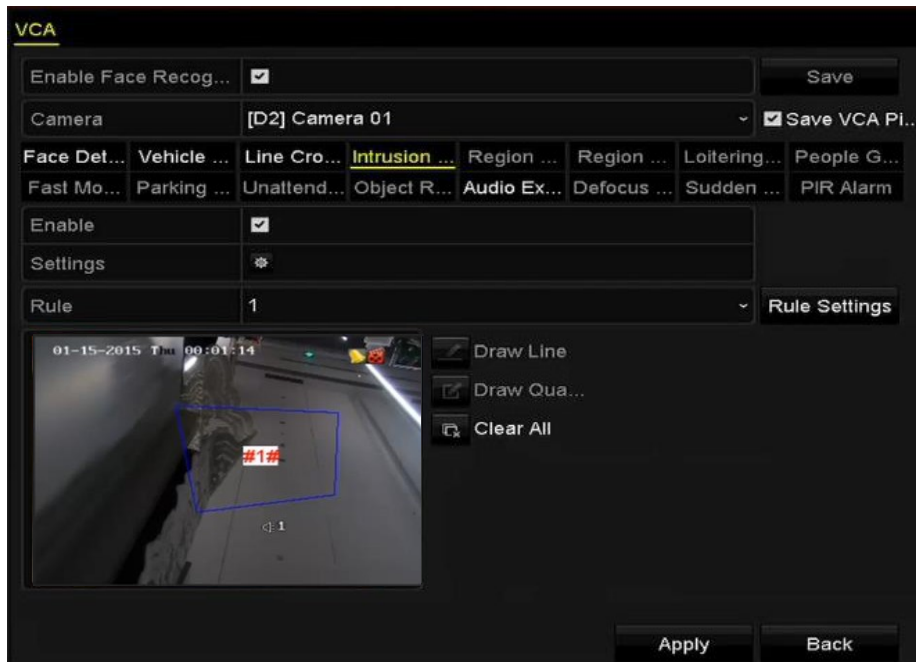 VCA
Enable Face Recog...
Save
Camera
[D2] Camera 01
Save VCA Pi..
Face Det... Vehicle ... Line Cro... Intrusion ... Region ... Region ... Loitering... People G...
Fast Mo... Parking ... Unattend... Object R... Audio Ex... Defocus ... Sudden ... PIR Alarm
Enable
Settings
Rule
1
Rule Settings
01-15-2015 Thu 00:01:14
Draw Line
Draw Qua...
Clear All
#1#
1
Apply
Back